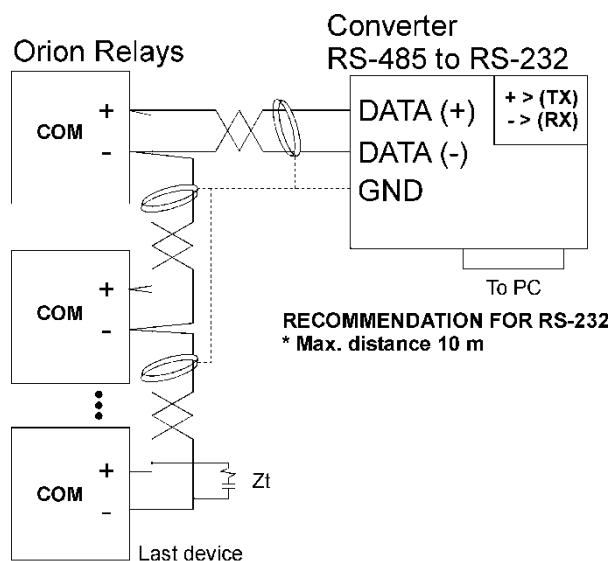 Orion Relays
Converter
RS-485 to RS-232
COM
+
-
DATA (+)
DATA (-)
GND
+ > (TX)
- > (RX)
To PC
RECOMMENDATION FOR RS-232
* Max. distance 10 m
COM
+
-
COM
+
-
Zt
Last device